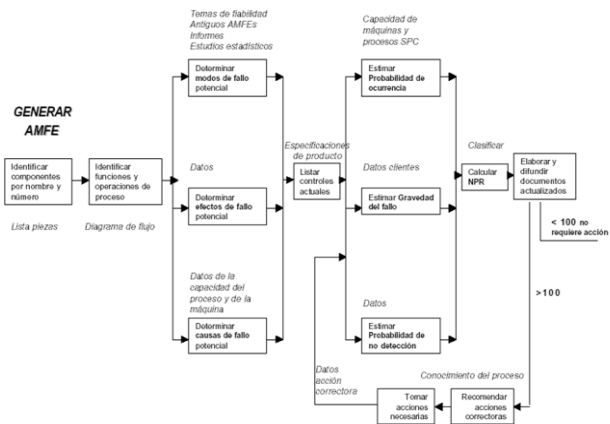 Temas de fiabilidad
Antiguos AMFEs
Informes
Estudios estadísticos
Capacidad de
máquinas y
procesos SPC
Determinar
modos de fallo
potencial
Estimar
Probabilidad de
ocurrencia
GENERAR
AMFE
Especificaciones
de producto
Clasificar
Identificar
componentes
por nombre y
número
Identificar
funciones y
operaciones de
proceso
Datos
Listar
controles
actuales
Datos clientes
Calcular
NPR
Elaborar y
difundir
documentos
actualizados
Determinar
efectos de fallo
potencial
Estimar Gravedad
del fallo
Lista piezas
Diagrama de flujo
< 100 no
requiere acción
Datos de la
capacidad del
proceso y de la
máquina
>100
Datos
Determinar
causas de fallo
potencial
Estimar
Probabilidad de
no detección
Datos
acción
correctora
Conocimiento del proceso
Tomar
acciones
necesarias
Recomendar
acciones
correctoras